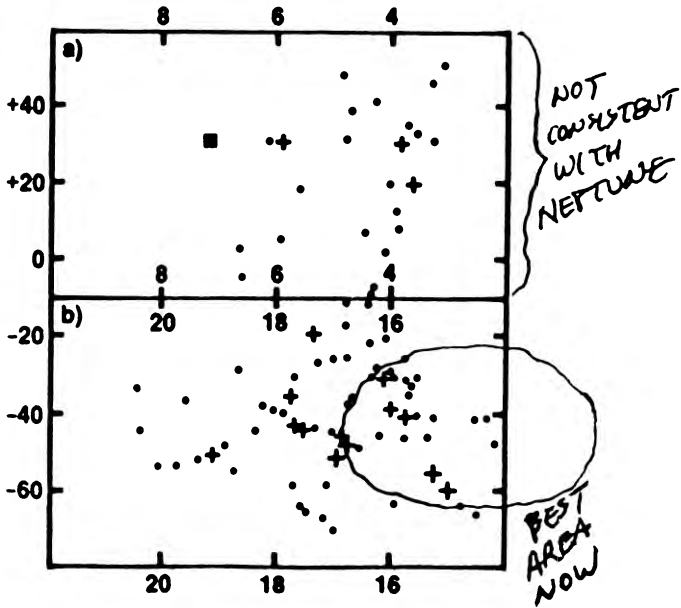 8 6 4
a)
+40
+20
0
8 6 4
NOT
CONSISTENT
WITH
NEPTUNE
20 18 16
b)
-20
-40
-60
20 18 16
BEST
AREA
NOW